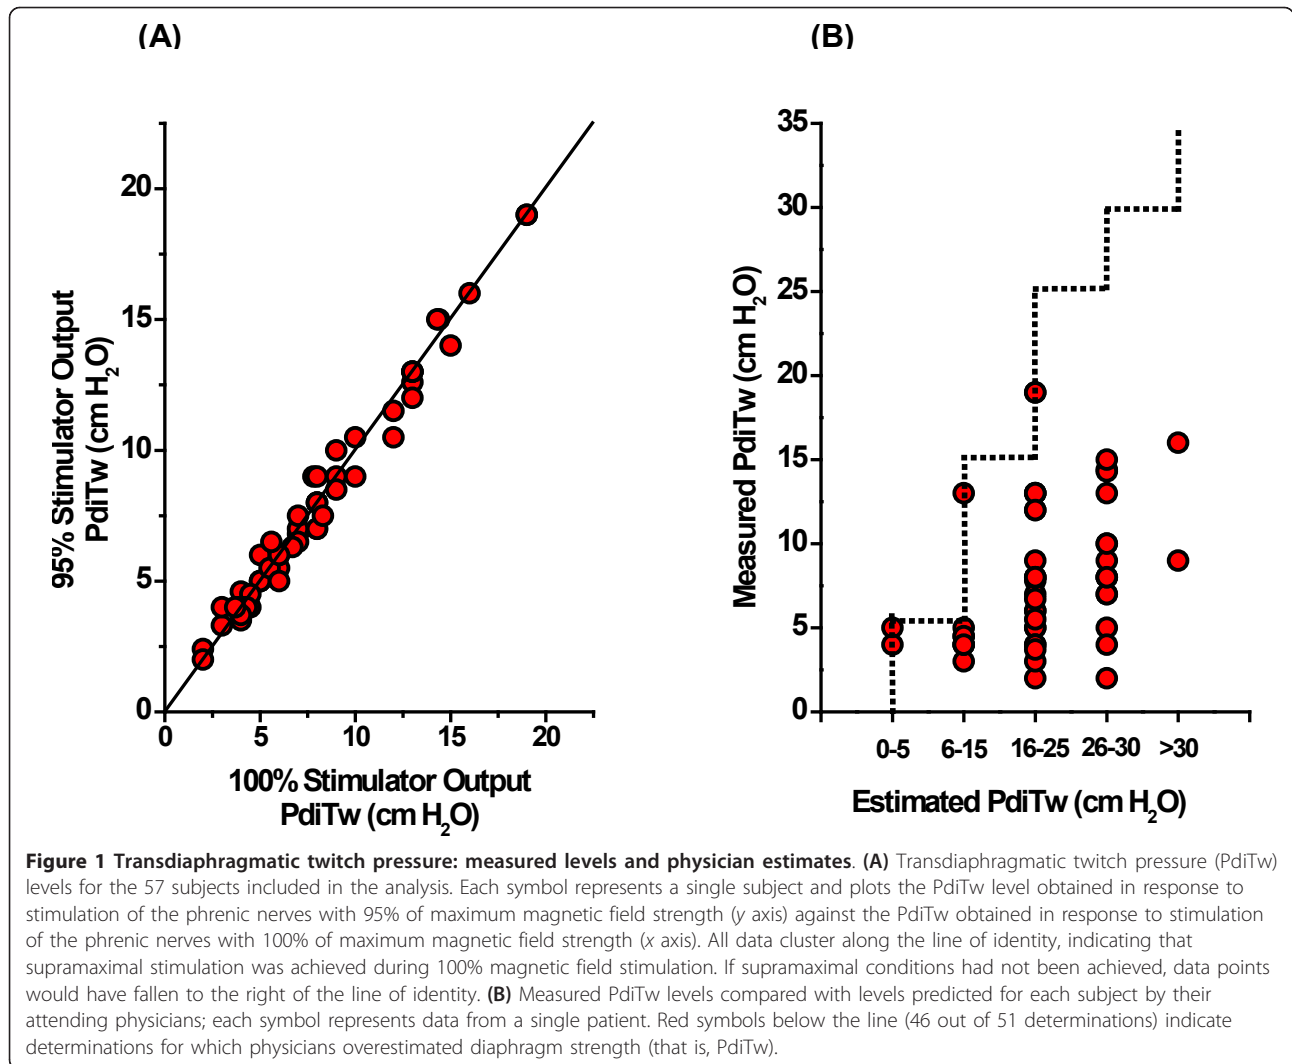 (A)
(B)
95% Stimulator Output
PdiTw (cm H₂O)
20
15
10
5
0
0
5
10
15
20
100% Stimulator Output
PdiTw (cm H₂O)
Measured PdiTw (cm H₂O)
35
30
25
20
15
10
5
0
0-5
6-15
16-25
26-30
>30
Estimated PdiTw (cm H₂O)
Figure 1 Transdiaphragmatic twitch pressure: measured levels and physician estimates. (A) Transdiaphragmatic twitch pressure (PdiTw)
levels for the 57 subjects included in the analysis. Each symbol represents a single subject and plots the PdiTw level obtained in response to
stimulation of the phrenic nerves with 95% of maximum magnetic field strength (y axis) against the PdiTw obtained in response to stimulation
of the phrenic nerves with 100% of maximum magnetic field strength (x axis). All data cluster along the line of identity, indicating that
supramaximal stimulation was achieved during 100% magnetic field stimulation. If supramaximal conditions had not been achieved, data points
would have fallen to the right of the line of identity. (B) Measured PdiTw levels compared with levels predicted for each subject by their
attending physicians; each symbol represents data from a single patient. Red symbols below the line (46 out of 51 determinations) indicate
determinations for which physicians overestimated diaphragm strength (that is, PdiTw).